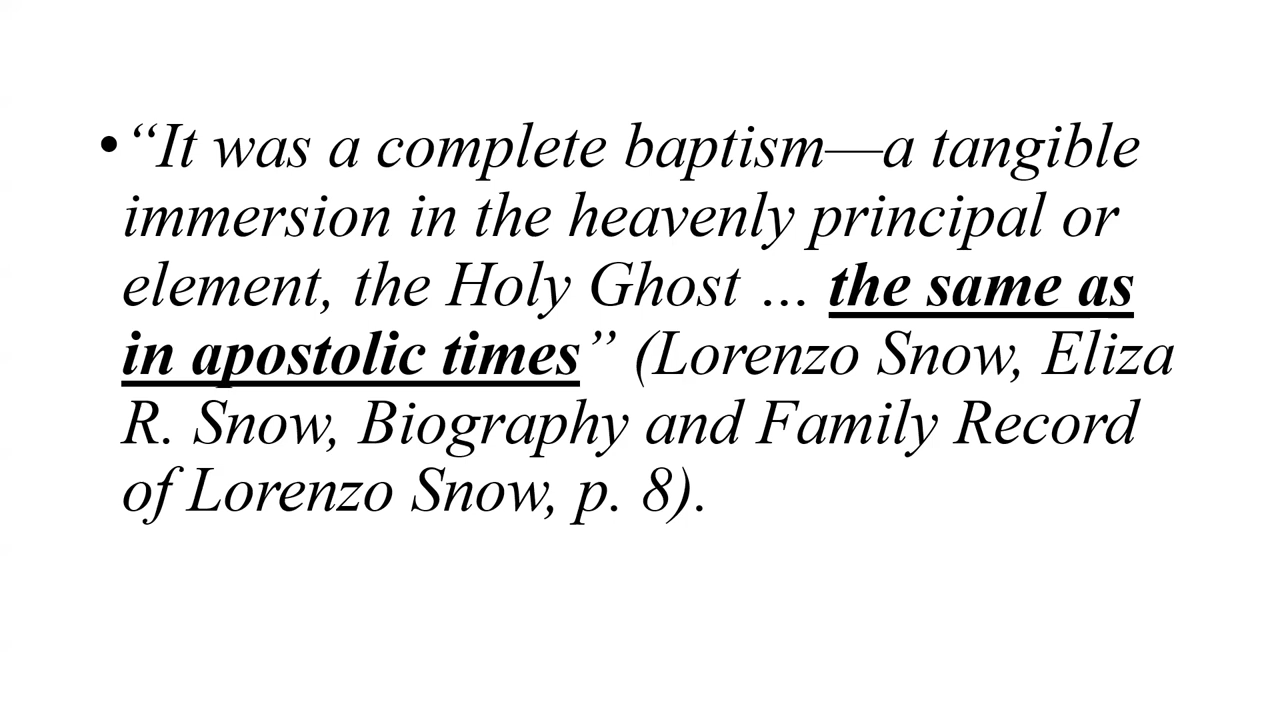 •“It was a complete baptism—a tangible
immersion in the heavenly principal or
element, the Holy Ghost … the same as
in apostolic times” (Lorenzo Snow, Eliza
R. Snow, Biography and Family Record
of Lorenzo Snow, p. 8).